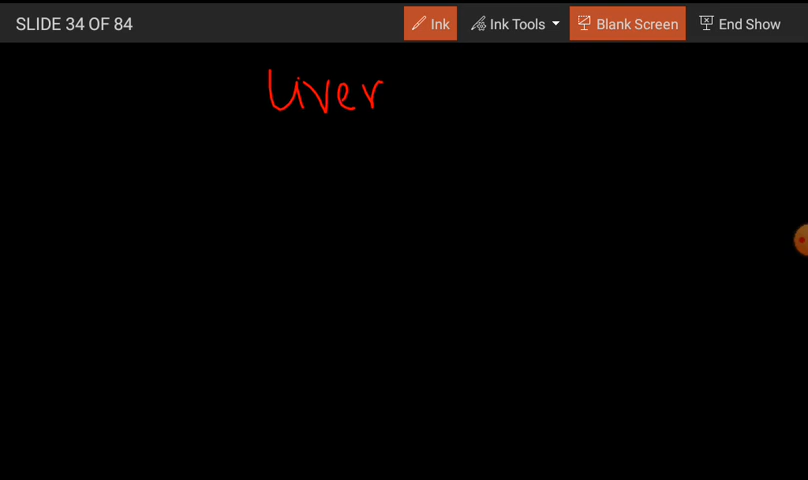 SLIDE 34 OF 84
Ink
Ink Tools
Blank Screen
End Show
Liver